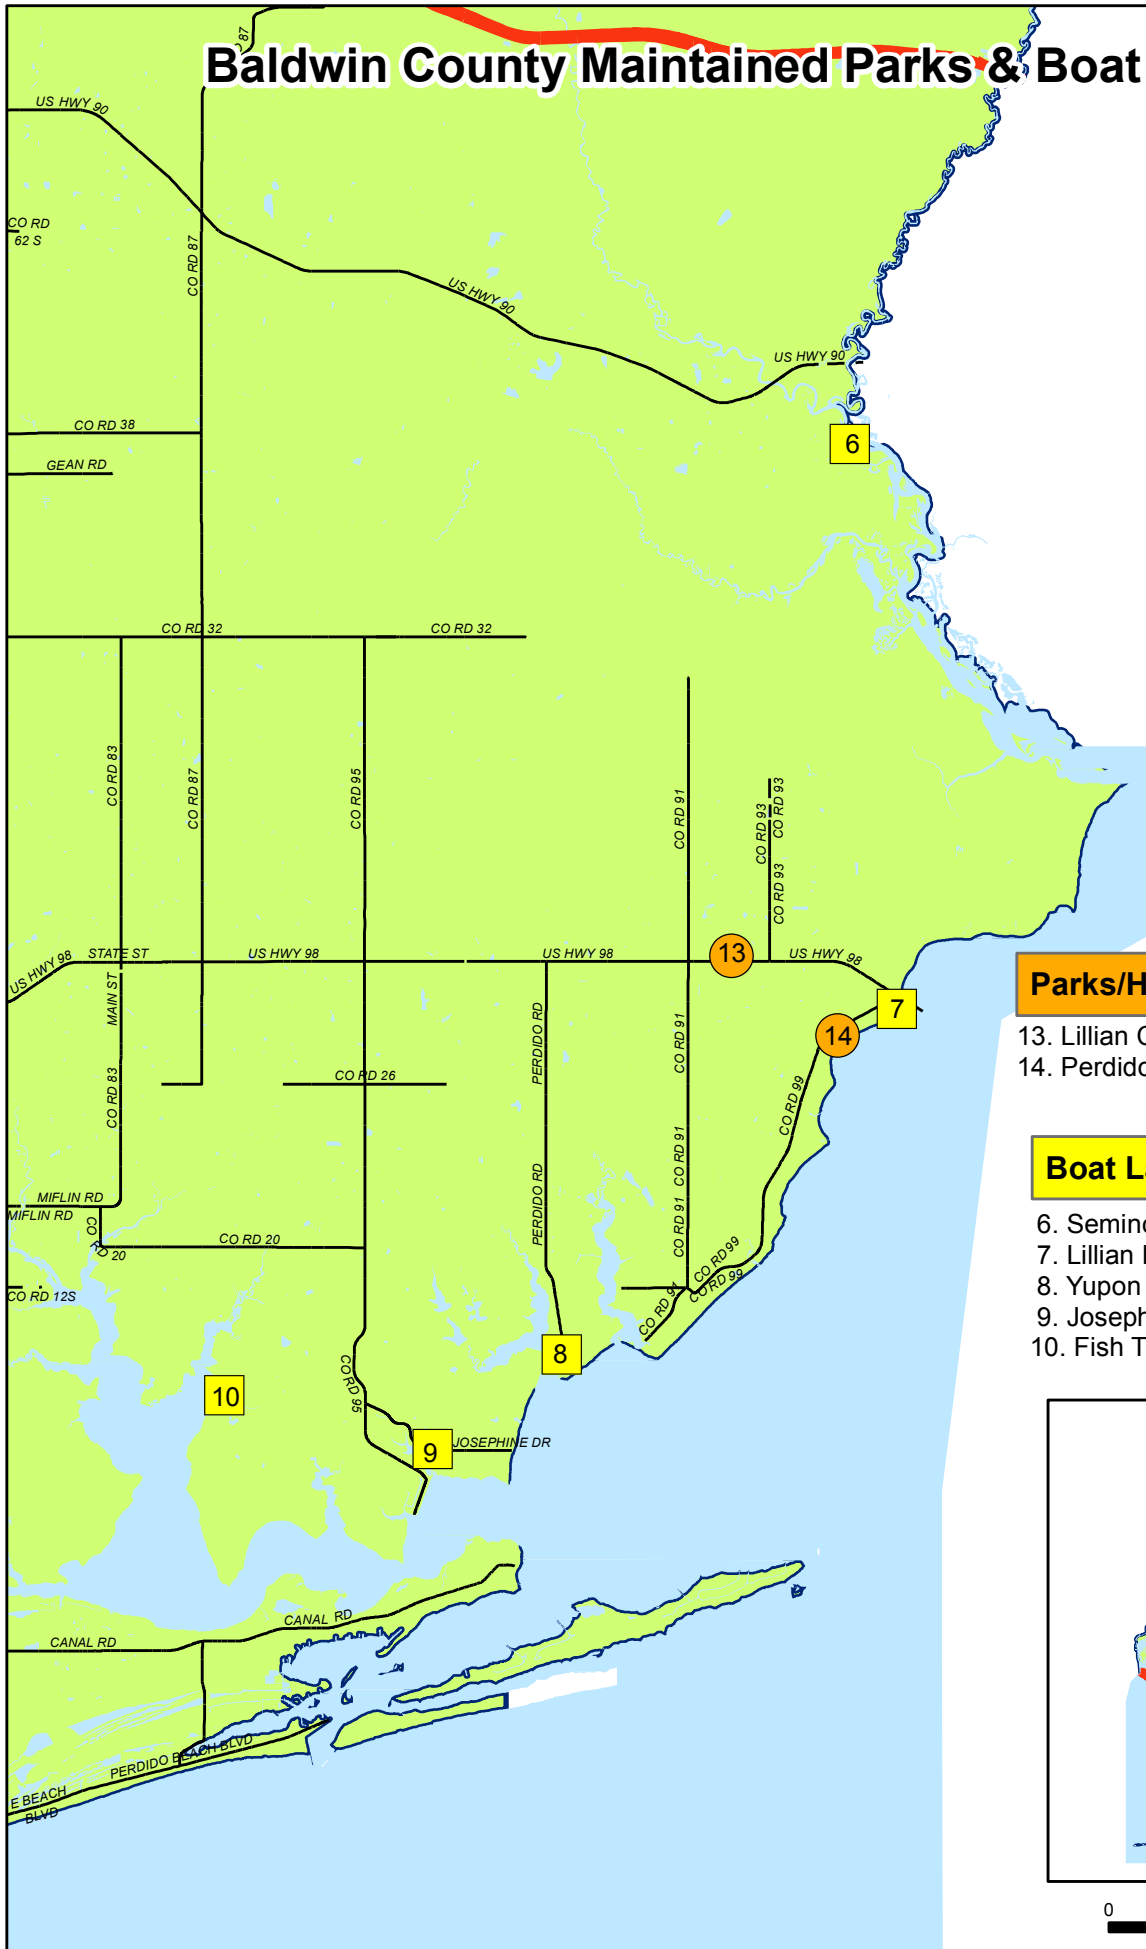 87
Baldwin County Maintained Parks & Boat
US HWY 90
CO RD
62 S
CO RD 87
US HWY 90
US HWY 90
CO RD 38
6
GEAN RD
CO RD 32
CO RD 32
CO RD 83
CO RD 87
CO RD 95
CO RD 91
CO RD 93
CO RD 93
CO RD 93
US HWY 98
STATE ST
US HWY 98
US HWY 98
13
US HWY 98
MAIN ST
PERDIDO RD
CO RD 91
7
14
Parks/H
13. Lillian C
14. Perdido
CO RD 83
CO RD 26
CO RD 99
Boat La
6. Semino
7. Lillian
8. Yupon
9. Joseph
10. Fish T
MIFLIN RD
MIFLIN RD
CO RD 20
CO RD 20
PERDIDO RD
CO RD 91
CO RD 91
CO RD 99
CO RD 99
CO RD 12S
CO RD 91
8
CO RD 95
10
9
JOSEPHINE DR
CANAL RD
CANAL RD
PERDIDO BEACH BLVD
E BEACH
BLVD
0